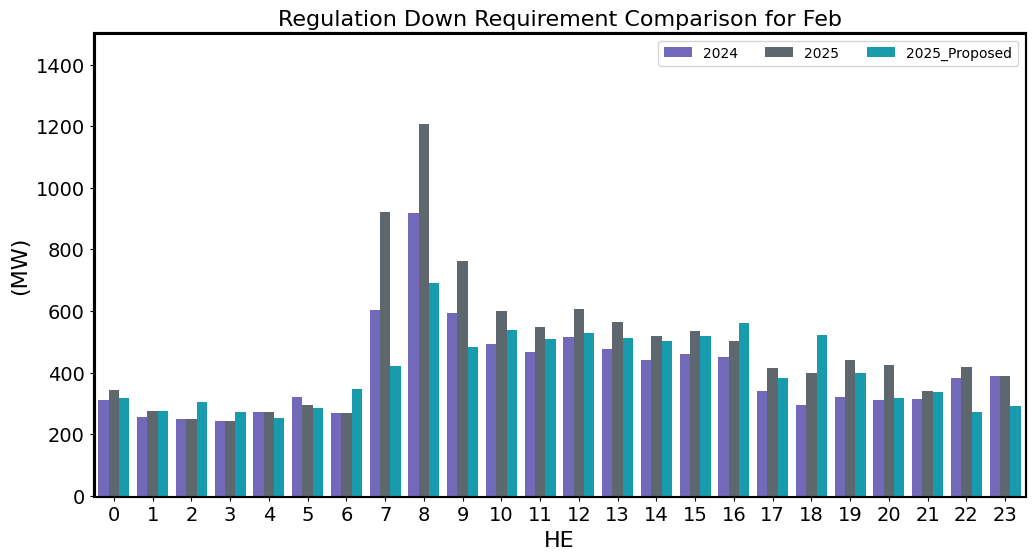 Regulation Down Requirement Comparison for Feb
2024 2025 2025_Proposed
1400
1200
1000
800
600
400
200
0
(MW)
0 1 2 3 4 5 6 7 8 9 10 11 12 13 14 15 16 17 18 19 20 21 22 23
HE